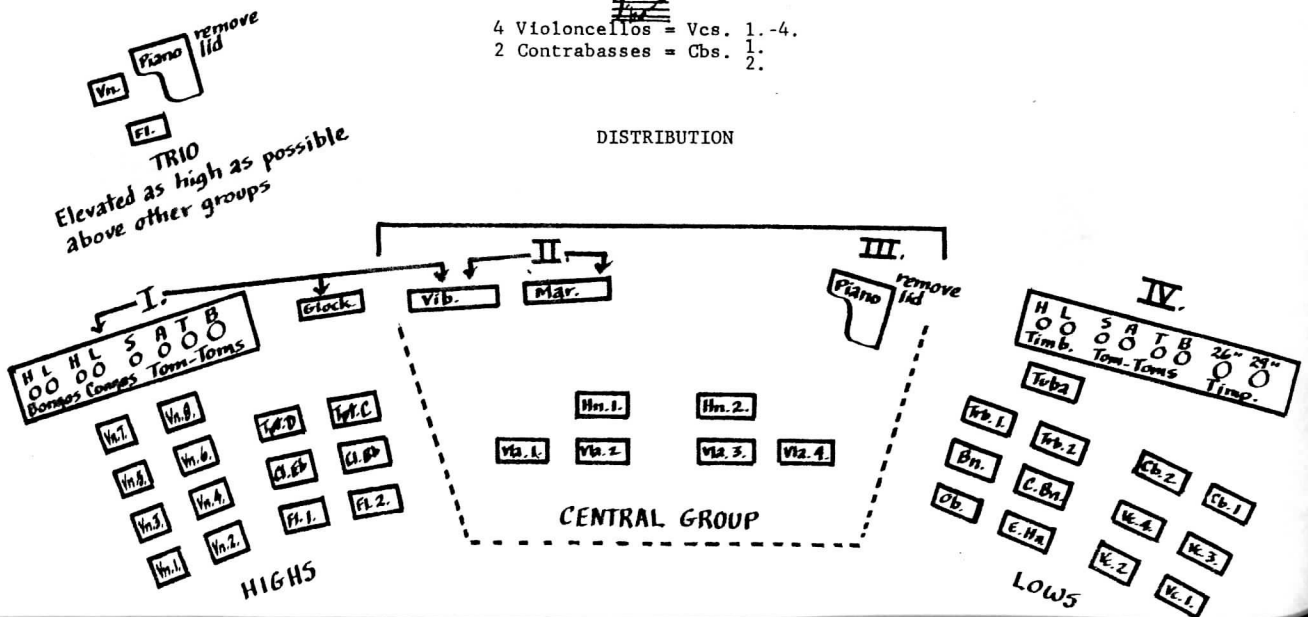 4 Violoncellos = Vcs. 1.-4.
2 Contrabasses = Cbs. 1.
2.
DISTRIBUTION
Piano
remove
lid
Vn.
Fl.
TRIO
Elevated as high as possible
above other groups
I.
II
III.
IV.
Glock.
Vib.
Mar.
Piano
remove
lid
H L H L S A T B
Bongos Congas Tom-Toms
H L S A T B 26" 29"
Timb. Tom-Toms Timp.
Vn.7. Vn.8.
Vn.5. Vn.6.
Vn.3. Vn.4.
Vn.1. Vn.2.
Tpt.D Tpt.C
Cl.Eb Cl.Bb
Fl.1. Fl.2.
HIGHS
Hn.1. Hn.2.
Vla.1. Vla.2 Vla.3. Vla.4.
CENTRAL GROUP
Tuba
Trb.1. Trb.2
Bn. C.Bn.
Ob. E.Hn.
Cb.2 Cb.1
Vc.4. Vc.3.
Vc.2 Vc.1.
LOWS